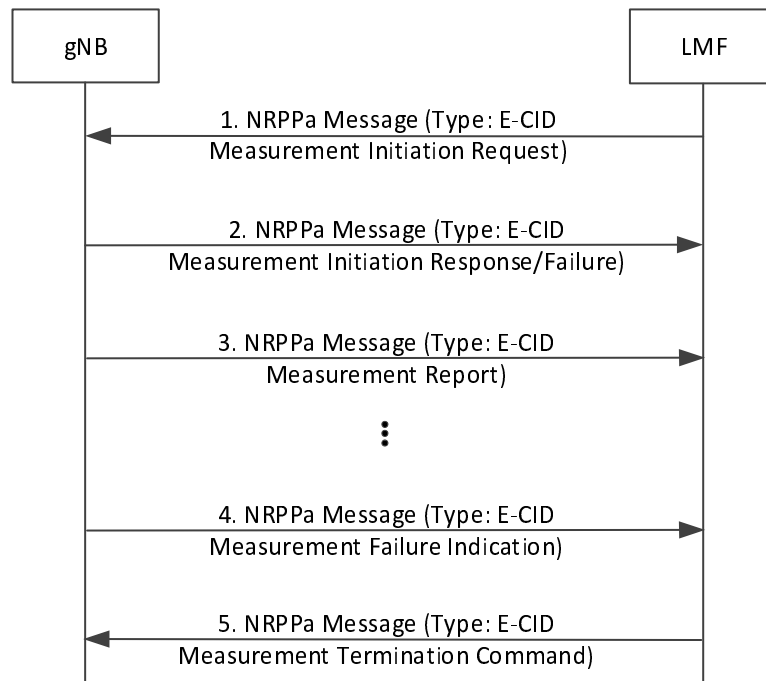 gNB
LMF
1. NRPPa Message (Type: E-CID
Measurement Initiation Request)
2. NRPPa Message (Type: E-CID
Measurement Initiation Response/Failure)
3. NRPPa Message (Type: E-CID
Measurement Report)
4. NRPPa Message (Type: E-CID
Measurement Failure Indication)
5. NRPPa Message (Type: E-CID
Measurement Termination Command)